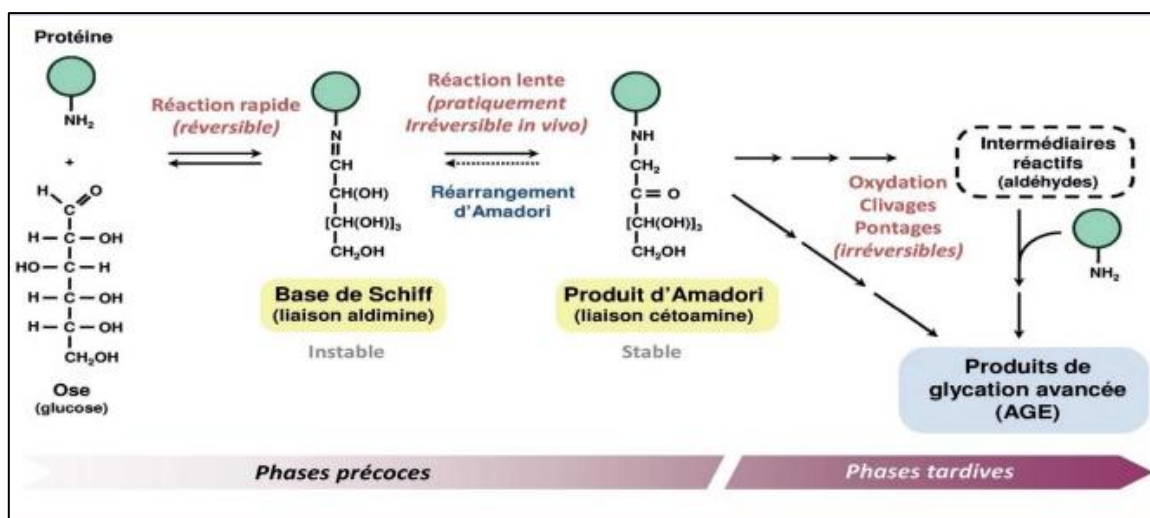 Protéine
NH2
+
H
O
C
H — C — OH
HO — C — H
H — C — OH
H — C — OH
CH2OH
Ose
(glucose)
Réaction rapide
(réversible)
N
CH
CH(OH)
[CH(OH)]3
CH2OH
Base de Schiff
(liaison aldimine)
Instable
Réaction lente
(pratiquement
Irréversible in vivo)
Réarrangement
d'Amadori
NH
CH2
C = O
[CH(OH)]3
CH2OH
Produit d'Amadori
(liaison cétoamine)
Stable
Oxydation
Clivages
Pontages
(irréversibles)
Intermédiaires
réactifs
(aldéhydes)
NH2
Produits de
glycation avancée
(AGE)
Phases précoces
Phases tardives